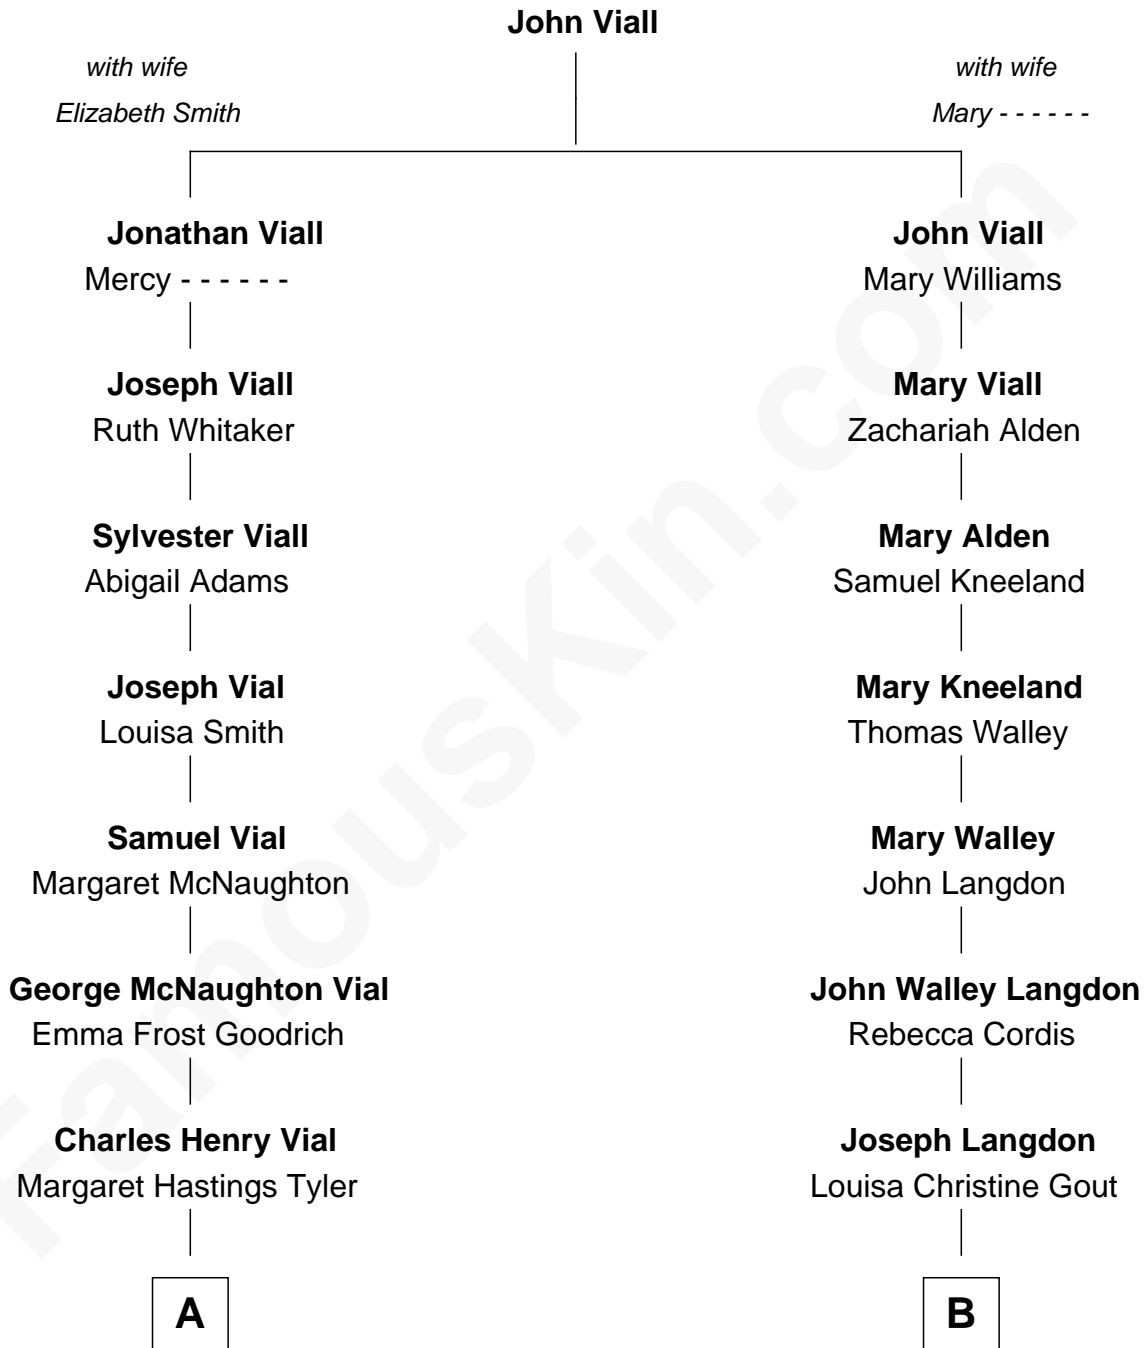 John Viall
with wife
Elizabeth Smith
with wife
Mary - - - - - -
Jonathan Viall
Mercy - - - - - -
John Viall
Mary Williams
Joseph Viall
Ruth Whitaker
Mary Viall
Zachariah Alden
Sylvester Viall
Abigail Adams
Mary Alden
Samuel Kneeland
Joseph Vial
Louisa Smith
Mary Kneeland
Thomas Walley
Samuel Vial
Margaret McNaughton
Mary Walley
John Langdon
George McNaughton Vial
Emma Frost Goodrich
John Walley Langdon
Rebecca Cordis
Charles Henry Vial
Margaret Hastings Tyler
Joseph Langdon
Louisa Christine Gout
A
B
FamousKin.com